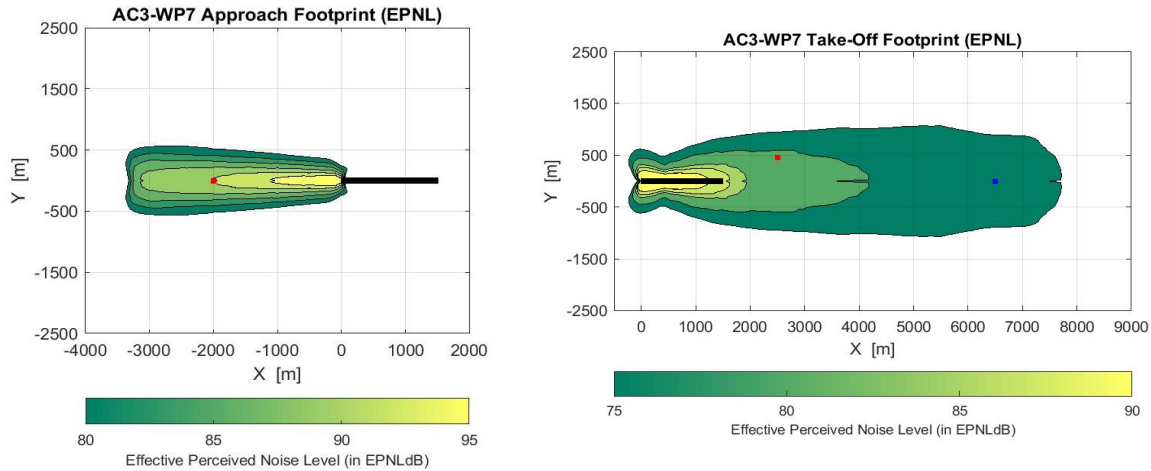 AC3-WP7 Approach Footprint (EPNL)
2500
1500
500
-500
-1500
-2500
Y [m]
-4000 -3000 -2000 -1000 0 1000 2000
X [m]
80 85 90 95
Effective Perceived Noise Level (in EPNLdB)
AC3-WP7 Take-Off Footprint (EPNL)
2500
1500
500
-500
-1500
-2500
Y [m]
0 1000 2000 3000 4000 5000 6000 7000 8000 9000
X [m]
75 80 85 90
Effective Perceived Noise Level (in EPNLdB)